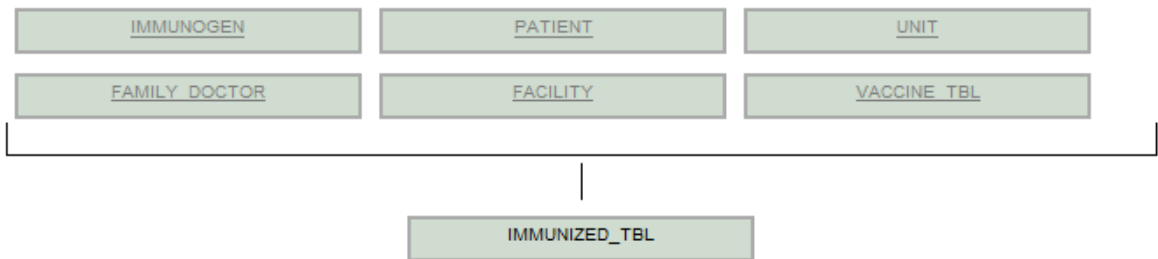 IMMUNOGEN PATIENT UNIT
FAMILY_DOCTOR FACILITY VACCINE_TBL
IMMUNIZED_TBL